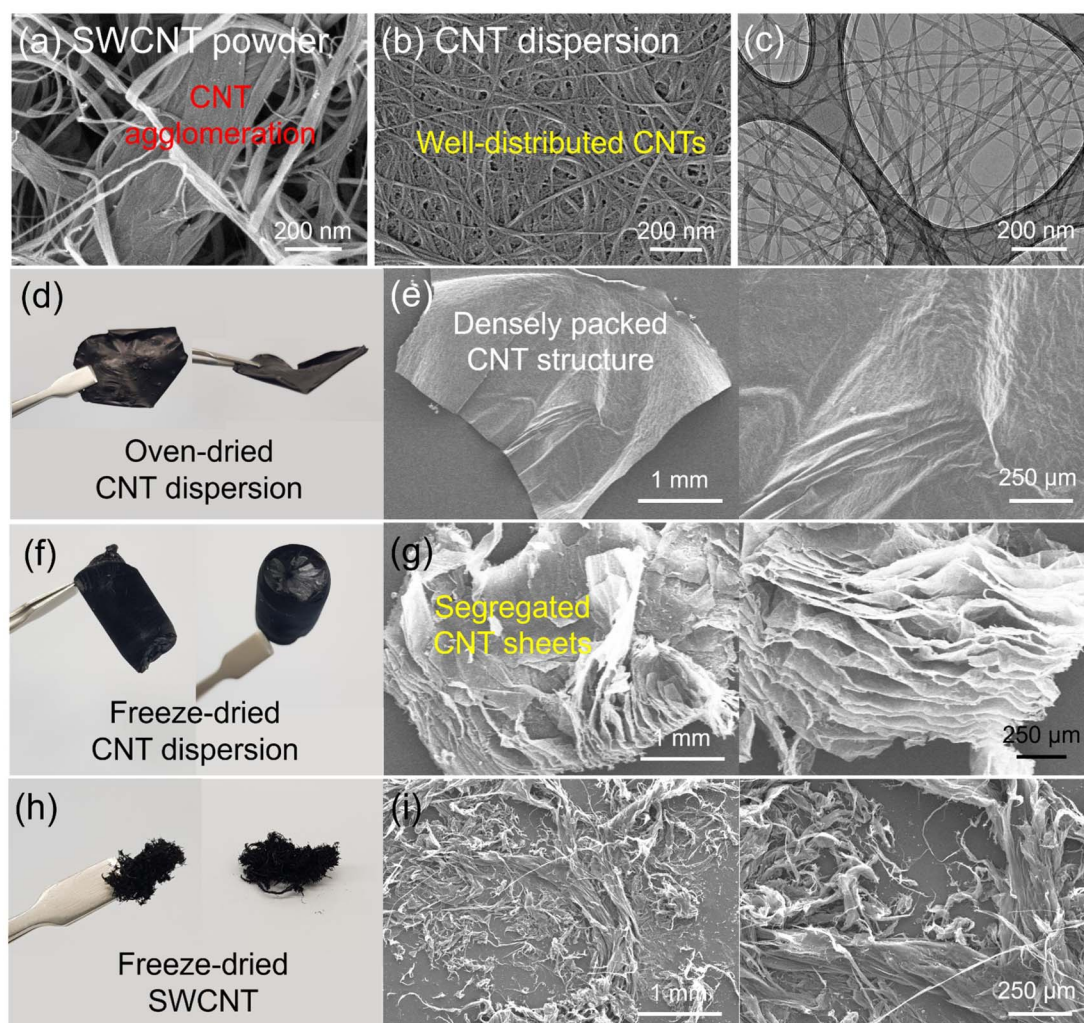 (a) SWCNT powder
CNT
agglomeration
200 nm
(b) CNT dispersion
Well-distributed CNTs
200 nm
(c)
200 nm
(d)
Oven-dried
CNT dispersion
(e)
Densely packed
CNT structure
1 mm
250 μm
(f)
Freeze-dried
CNT dispersion
(g)
Segregated
CNT sheets
1 mm
250 μm
(h)
Freeze-dried
SWCNT
(i)
1 mm
250 μm